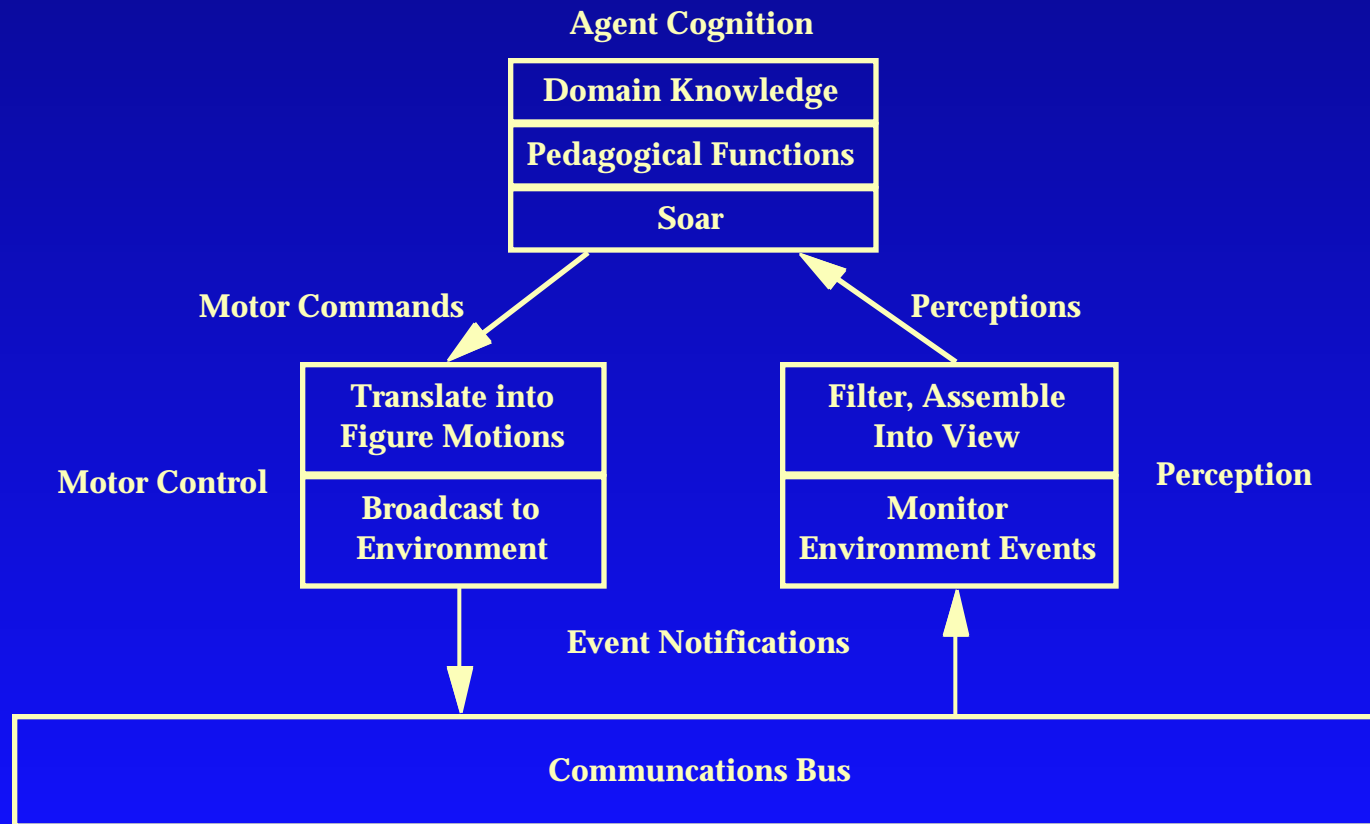 Agent Cognition
Domain Knowledge
Pedagogical Functions
Soar
Motor Commands
Perceptions
Translate into
Figure Motions
Filter, Assemble
Into View
Motor Control
Perception
Broadcast to
Environment
Monitor
Environment Events
Event Notifications
Communcations Bus